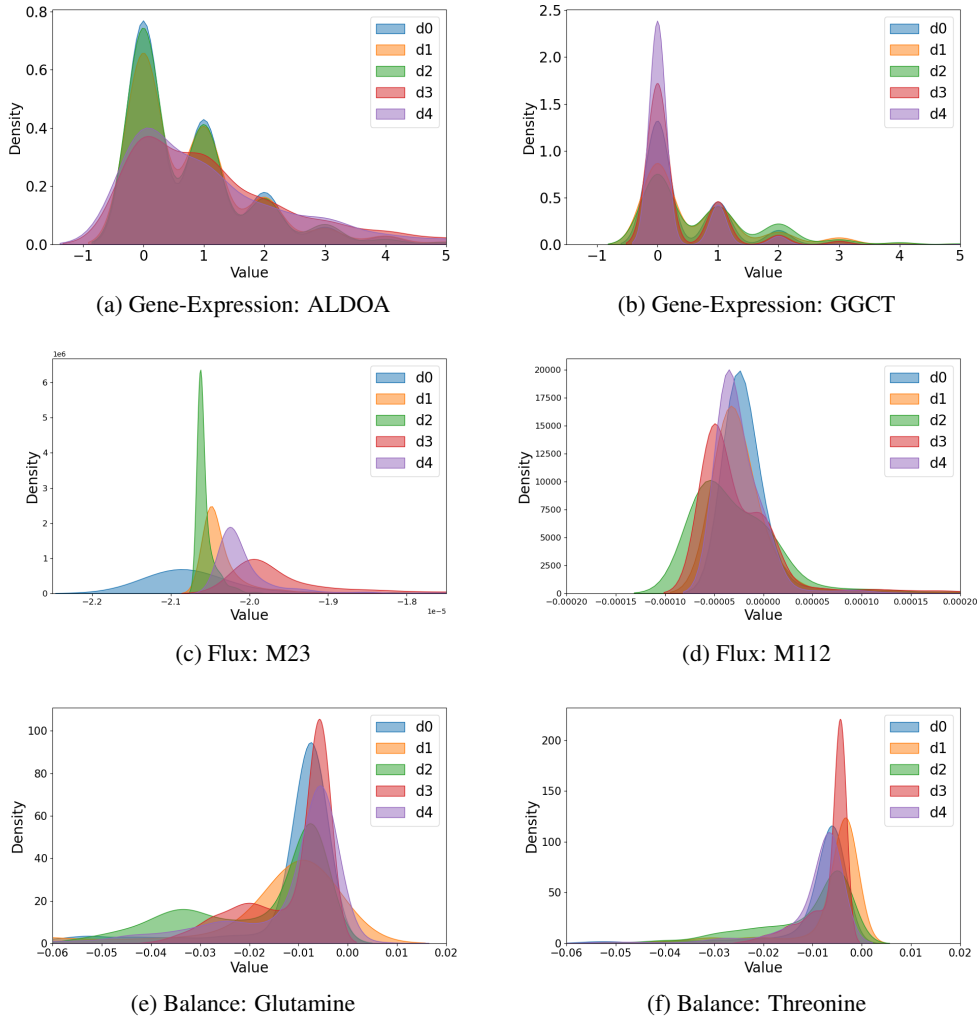 0.8
0.6
0.4
0.2
0.0
Density
−1 0 1 2 3 4 5
Value
d0
d1
d2
d3
d4
(a) Gene-Expression: ALDOA
2.5
2.0
1.5
1.0
0.5
0.0
Density
−1 0 1 2 3 4 5
Value
d0
d1
d2
d3
d4
(b) Gene-Expression: GGCT
1e6
6
5
4
3
2
1
0
Density
−2.2 −2.1 −2.0 −1.9 −1.8
1e−5
Value
d0
d1
d2
d3
d4
(c) Flux: M23
20000
17500
15000
12500
10000
7500
5000
2500
0
Density
−0.00020 −0.00015 −0.00010 −0.00005 0.00000 0.00005 0.00010 0.00015 0.00020
Value
d0
d1
d2
d3
d4
(d) Flux: M112
100
80
60
40
20
0
Density
−0.06 −0.05 −0.04 −0.03 −0.02 −0.01 0.00 0.01 0.02
Value
d0
d1
d2
d3
d4
(e) Balance: Glutamine
200
150
100
50
0
Density
−0.06 −0.05 −0.04 −0.03 −0.02 −0.01 0.00 0.01 0.02
Value
d0
d1
d2
d3
d4
(f) Balance: Threonine